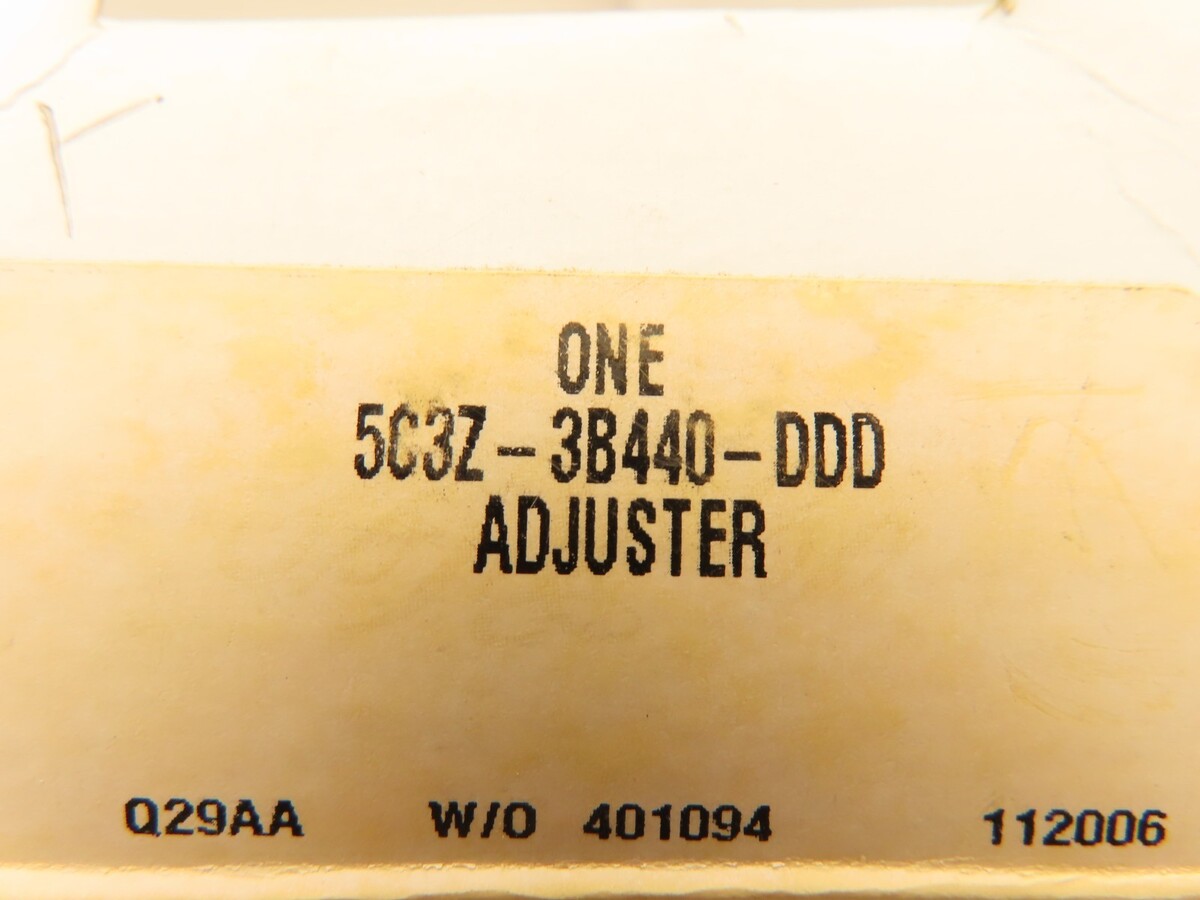 ONE
5C3Z-3B440-DDD
ADJUSTER
Q29AA W/O 401094 112006